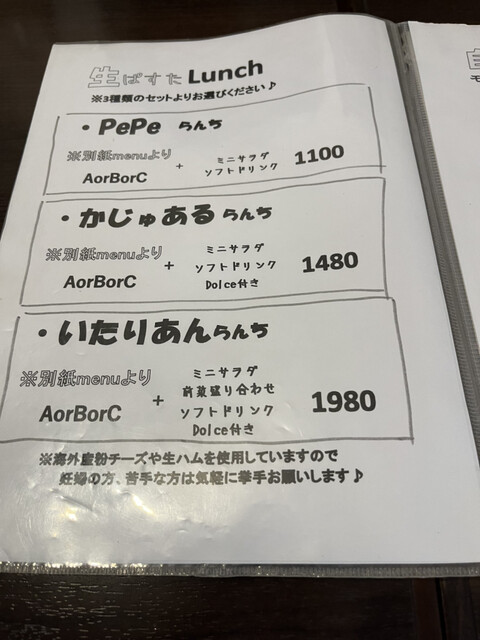 生ぱすた Lunch
※3種類のセットよりお選びください♪
・PePe らんち
※別紙menuより
AorBorC
+
ミニサラダ
ソフトドリンク
1100
・かじゅある らんち
※別紙menuより
AorBorC
+
ミニサラダ
ソフトドリンク
Dolce付き
1480
・いたりあんらんち
※別紙menuより
AorBorC
+
ミニサラダ
前菜盛り合わせ
ソフトドリンク
Dolce付き
1980
※海外産粉チーズや生ハムを使用していますので
妊婦の方、苦手な方は気軽に挙手お願いします♪